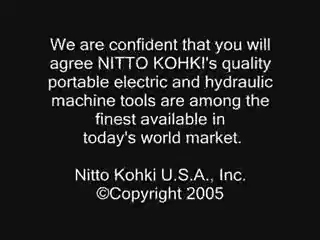 We are confident that you will
agree NITTO KOHKI's quality
portable electric and hydraulic
machine tools are among the
finest available in
today's world market.
Nitto Kohki U.S.A., Inc.
©Copyright 2005